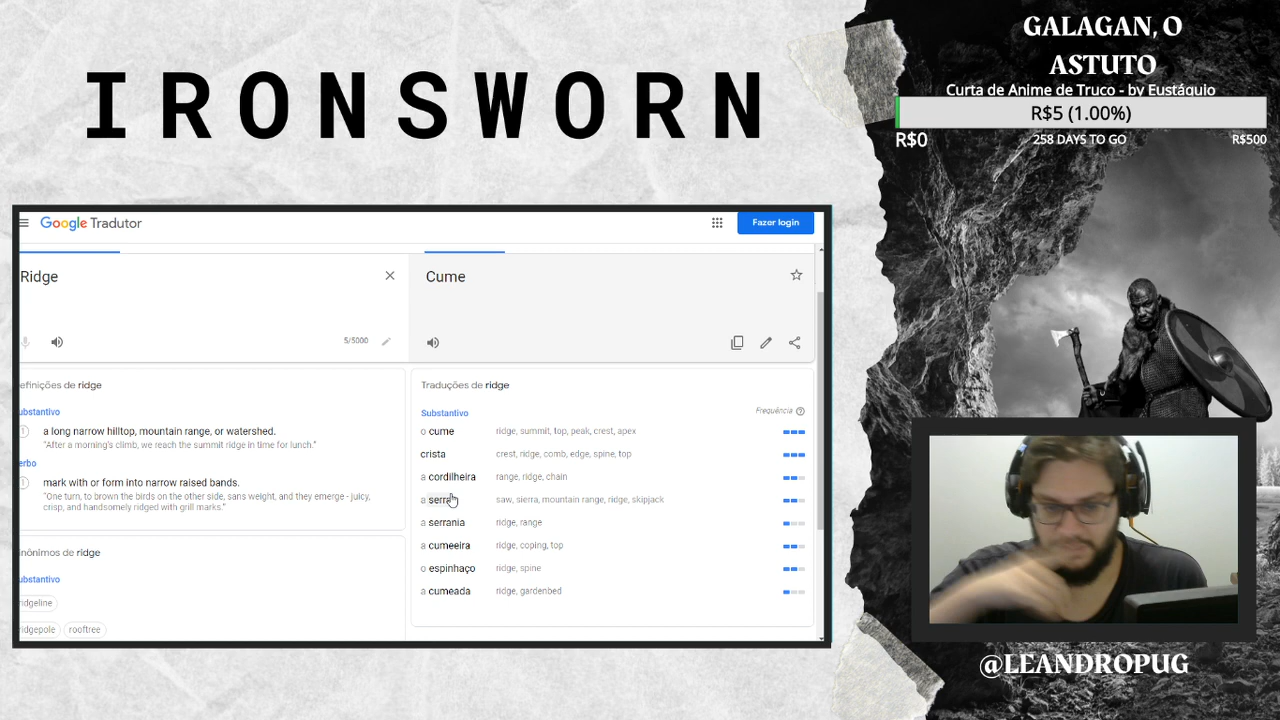 IRONSWORN
GALAGAN, O
ASTUTO
Curta de Anime de Truco - by Eustáquio
R$5 (1.00%)
R$0
258 DAYS TO GO
R$500
Google Tradutor
Fazer login
Ridge
Cume
5/5000
efinições de ridge
ubstantivo
1
a long narrow hilltop, mountain range, or watershed.
"After a morning's climb, we reach the summit ridge in time for lunch."
erbo
1
mark with or form into narrow raised bands.
"One turn, to brown the birds on the other side, sans weight, and they emerge - juicy,
crisp, and handsomely ridged with grill marks."
inônimos de ridge
ubstantivo
idgeline
idgepole
rooftree
Traduções de ridge
Substantivo
Frequência
o cume
ridge, summit, top, peak, crest, apex
crista
crest, ridge, comb, edge, spine, top
a cordilheira
range, ridge, chain
a serra
saw, sierra, mountain range, ridge, skipjack
a serrania
ridge, range
a cumeeira
ridge, coping, top
o espinhaço
ridge, spine
a cumeada
ridge, gardenbed
@LEANDROPUG